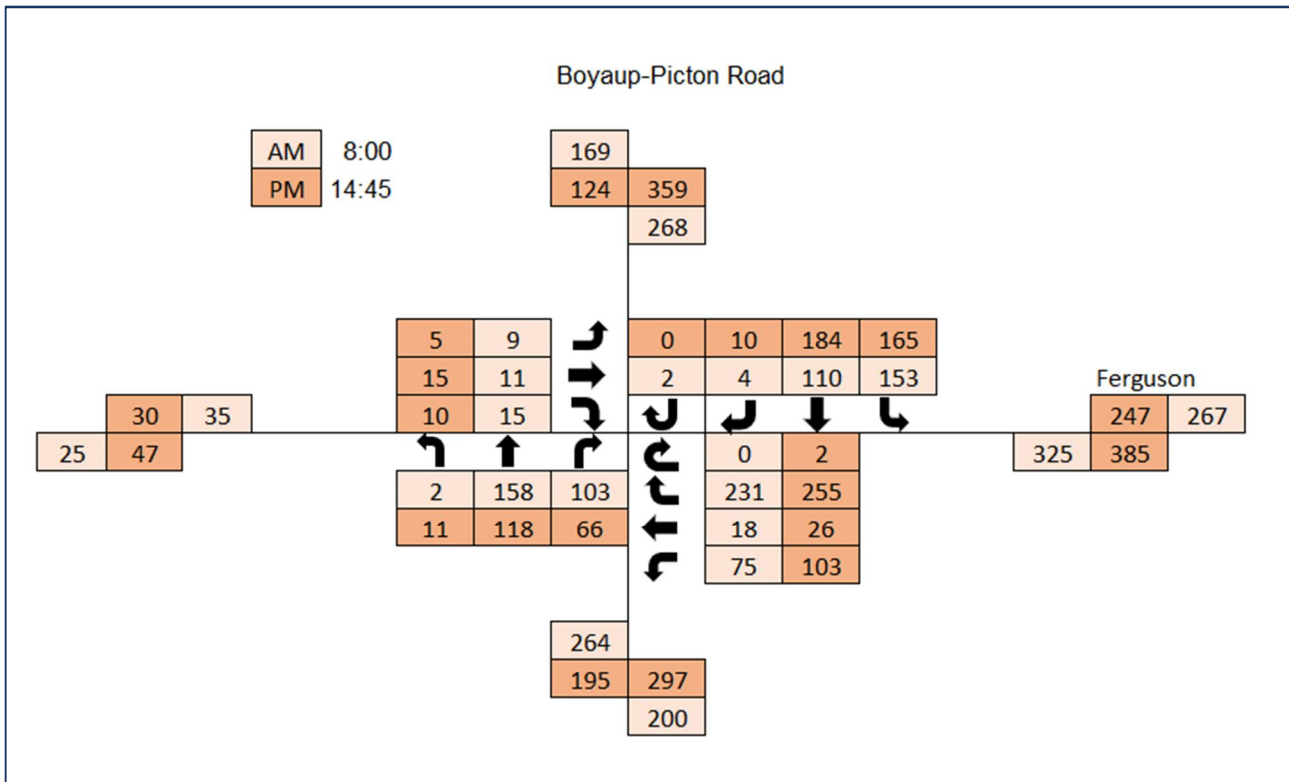 Boyaup-Picton Road
AM 8:00
PM 14:45
169
124 359
268
5 9 0 10 184 165
15 11 2 4 110 153
10 15
Ferguson
30 35
247 267
25 47
325 385
0 2
2 158 103 231 255
11 118 66 18 26
75 103
264
195 297
200